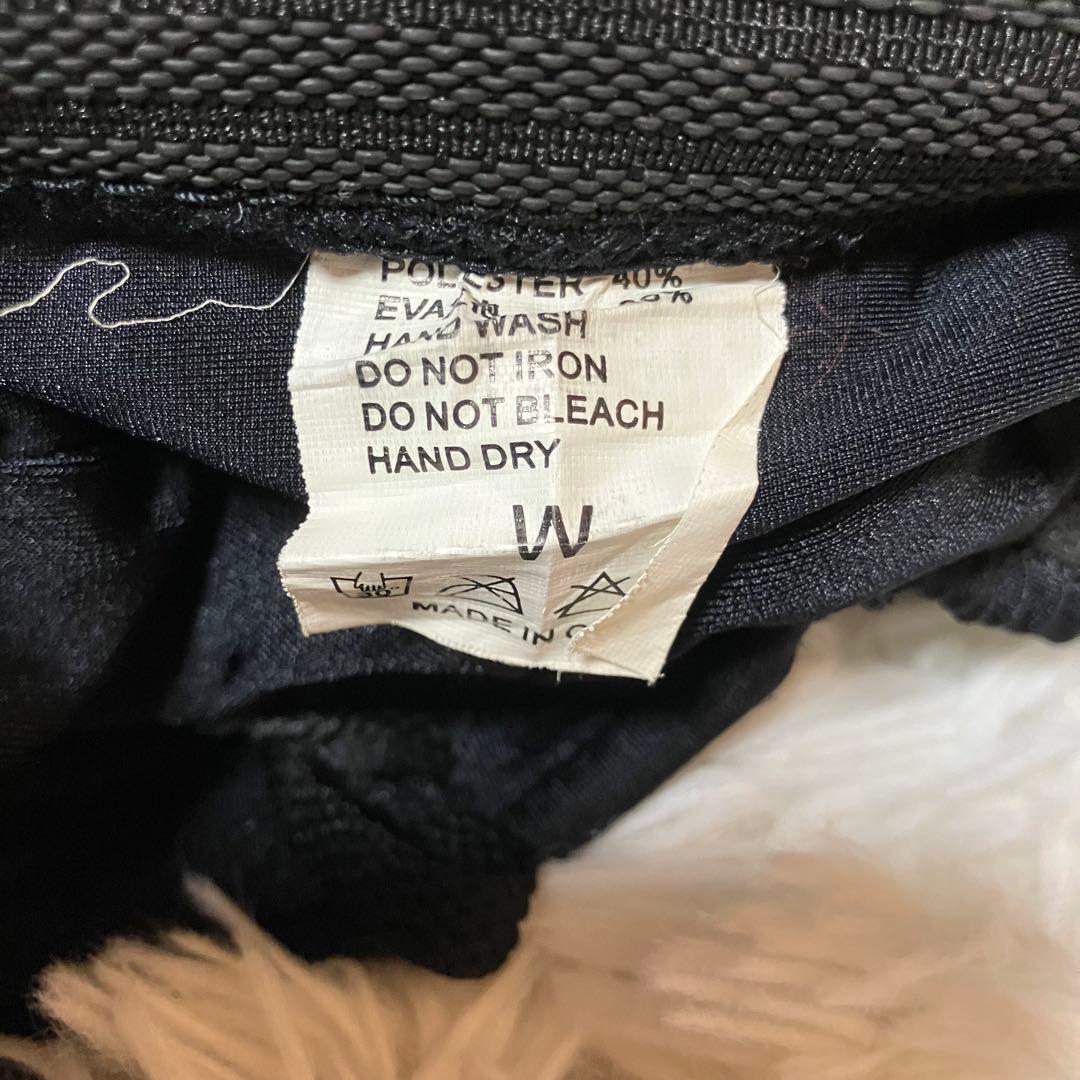 POLESTER 40%
EVA
HAND WASH
DO NOT IRON
DO NOT BLEACH
HAND DRY
W
30°
MADE IN